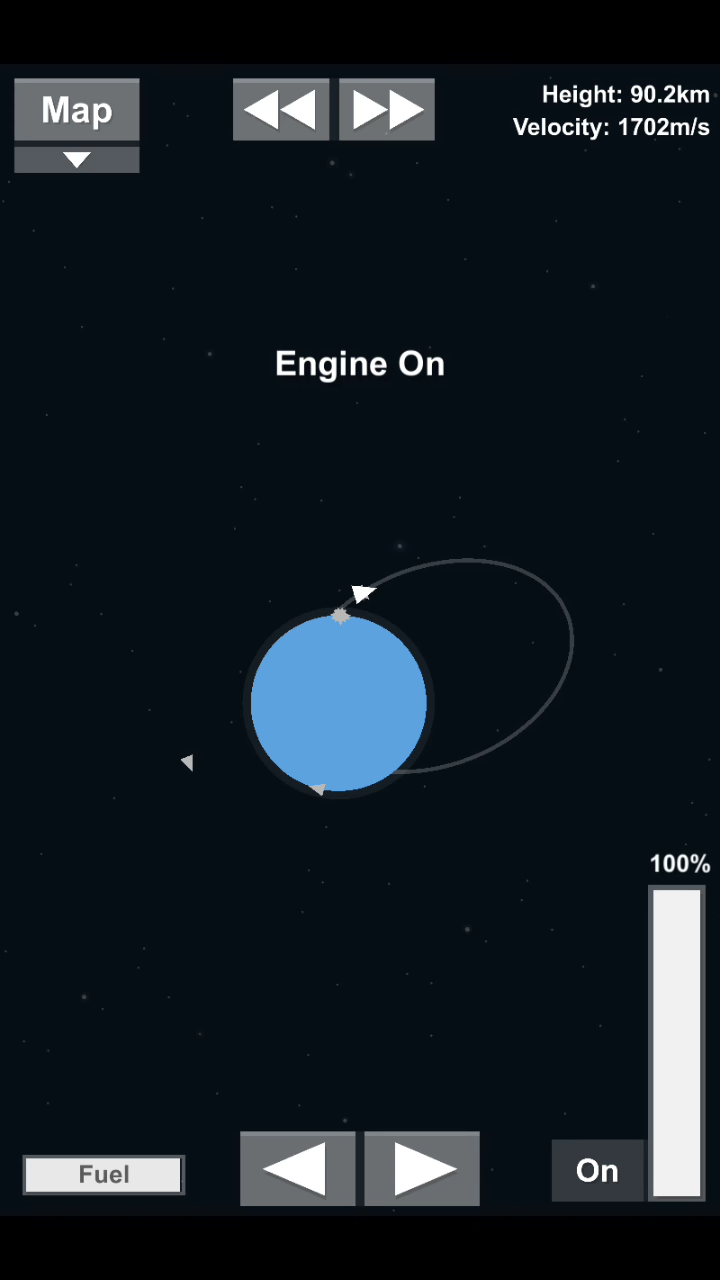 Map
Height: 90.2km
Velocity: 1702m/s
Engine On
100%
Fuel
On